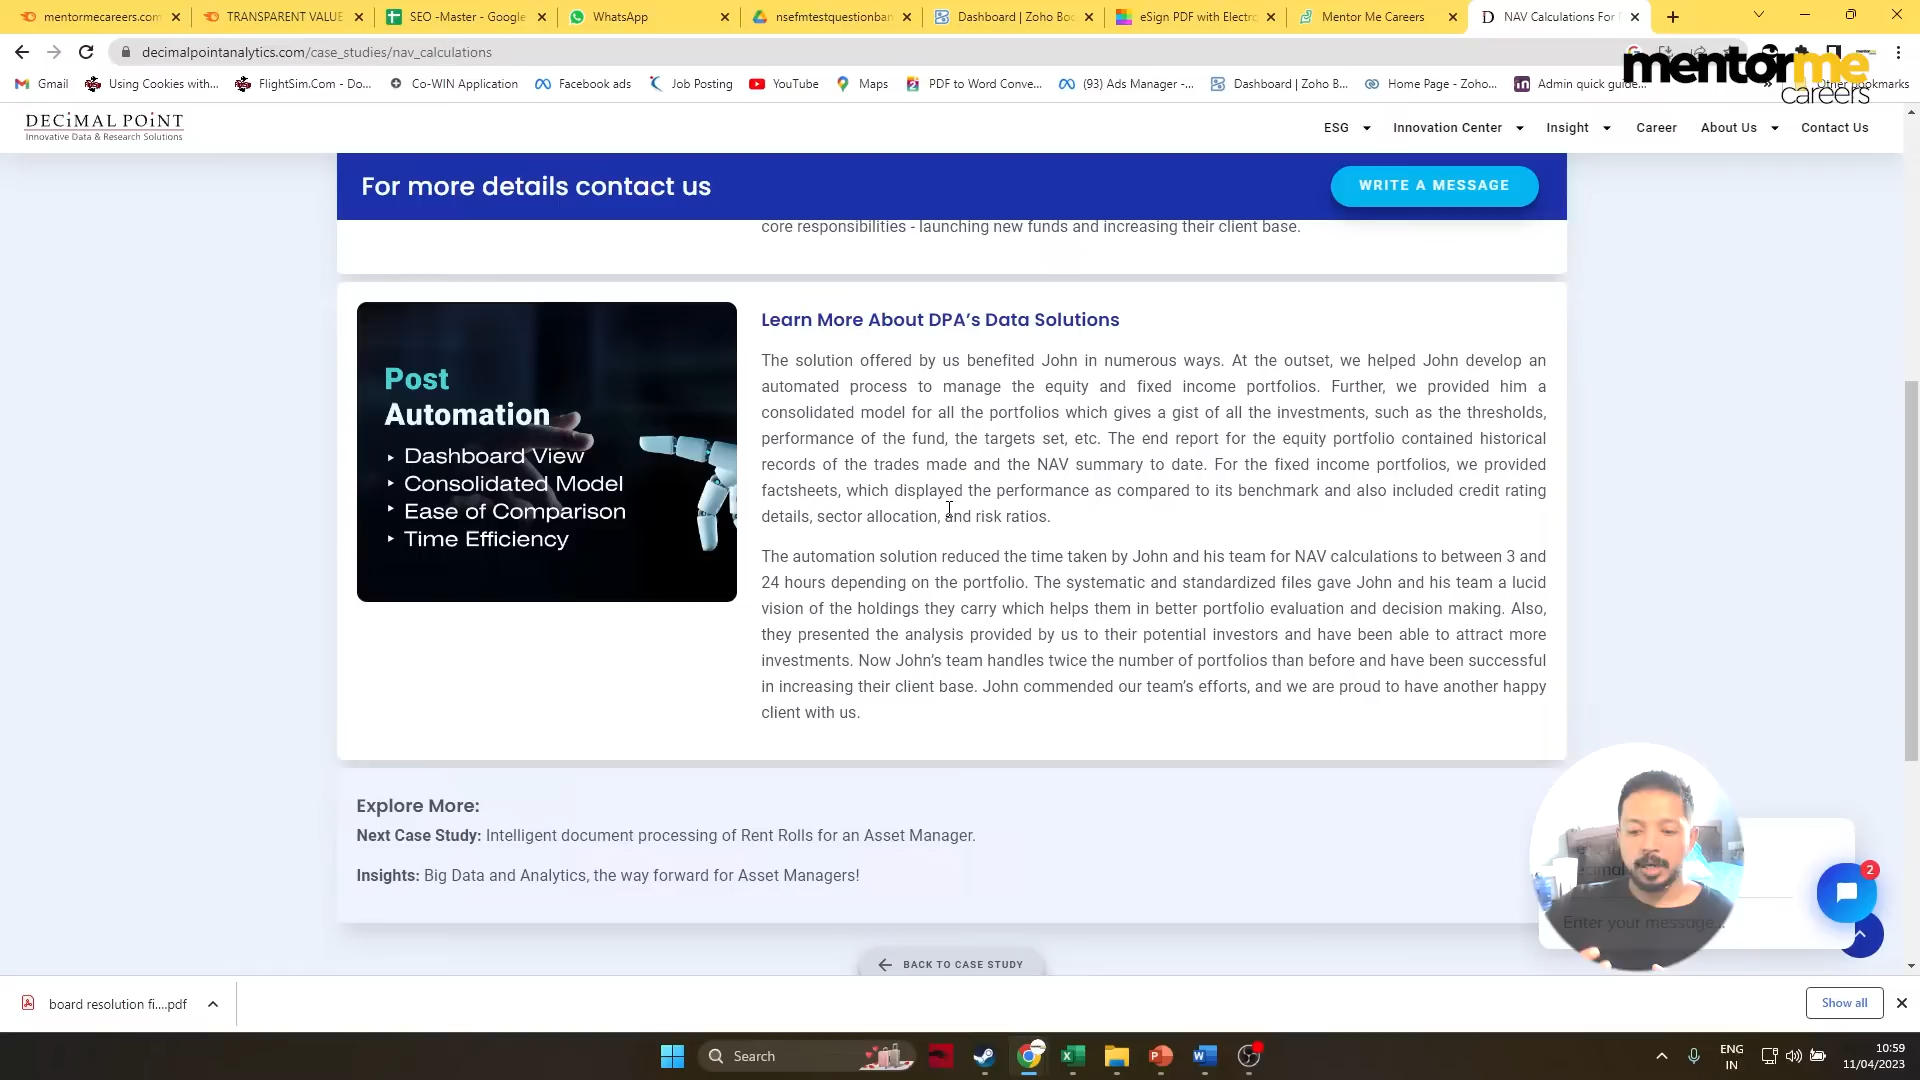 mentormecareers.com
TRANSPARENT VALUE
SEO -Master - Google
WhatsApp
nsefmtestquestionban
Dashboard | Zoho Boo
eSign PDF with Electro
Mentor Me Careers
NAV Calculations For
decimalpointanalytics.com/case_studies/nav_calculations
Gmail
Using Cookies with...
FlightSim.Com - Do...
Co-WIN Application
Facebook ads
Job Posting
YouTube
Maps
PDF to Word Conve...
(93) Ads Manager -...
Dashboard | Zoho B...
Home Page - Zoho...
Admin quick guide...
Other bookmarks
mentorme
careers
DECiMAL POiNT
Innovative Data & Research Solutions
ESG
Innovation Center
Insight
Career
About Us
Contact Us
For more details contact us
WRITE A MESSAGE
core responsibilities - launching new funds and increasing their client base.
Post
Automation
Dashboard View
Consolidated Model
Ease of Comparison
Time Efficiency
Learn More About DPA's Data Solutions
The solution offered by us benefited John in numerous ways. At the outset, we helped John develop an
automated process to manage the equity and fixed income portfolios. Further, we provided him a
consolidated model for all the portfolios which gives a gist of all the investments, such as the thresholds,
performance of the fund, the targets set, etc. The end report for the equity portfolio contained historical
records of the trades made and the NAV summary to date. For the fixed income portfolios, we provided
factsheets, which displayed the performance as compared to its benchmark and also included credit rating
details, sector allocation, and risk ratios.
The automation solution reduced the time taken by John and his team for NAV calculations to between 3 and
24 hours depending on the portfolio. The systematic and standardized files gave John and his team a lucid
vision of the holdings they carry which helps them in better portfolio evaluation and decision making. Also,
they presented the analysis provided by us to their potential investors and have been able to attract more
investments. Now John's team handles twice the number of portfolios than before and have been successful
in increasing their client base. John commended our team's efforts, and we are proud to have another happy
client with us.
Explore More:
Next Case Study: Intelligent document processing of Rent Rolls for an Asset Manager.
Insights: Big Data and Analytics, the way forward for Asset Managers!
2
Enter your message...
BACK TO CASE STUDY
board resolution fi....pdf
Show all
Search
ENG
IN
10:59
11/04/2023